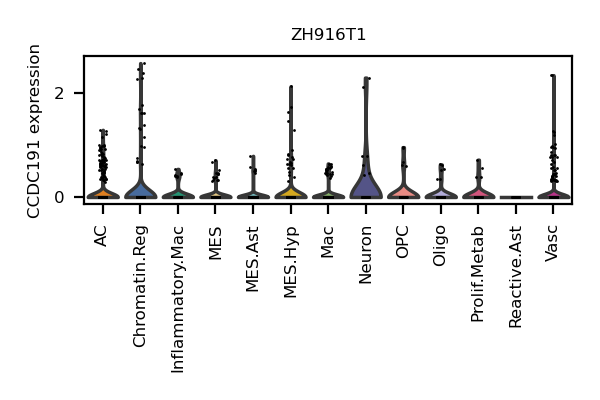 ZH916T1
CCDC191 expression
2
0
AC
Chromatin.Reg
Inflammatory.Mac
MES
MES.Ast
MES.Hyp
Mac
Neuron
OPC
Oligo
Prolif.Metab
Reactive.Ast
Vasc